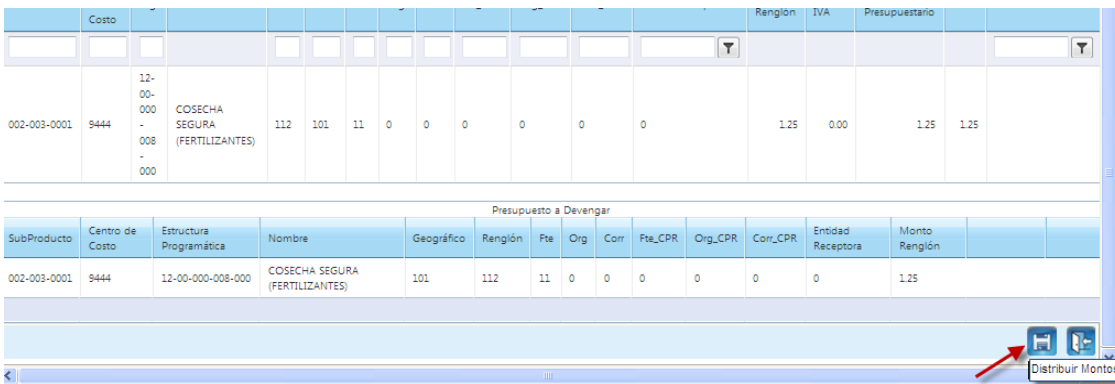 Costo Renglón IVA Presupuestario
12-
00-
000
-
008
-
000
002-003-0001 9444 COSECHA SEGURA (FERTILIZANTES) 112 101 11 0 0 0 0 0 0 1.25 0.00 1.25 1.25
Presupuesto a Devengar
SubProducto Centro de Costo Estructura Programática Nombre Geográfico Renglón Fte Org Corr Fte_CPR Org_CPR Corr_CPR Entidad Receptora Monto Renglón
002-003-0001 9444 12-00-000-008-000 COSECHA SEGURA (FERTILIZANTES) 101 112 11 0 0 0 0 0 0 1.25
Distribuir Monto